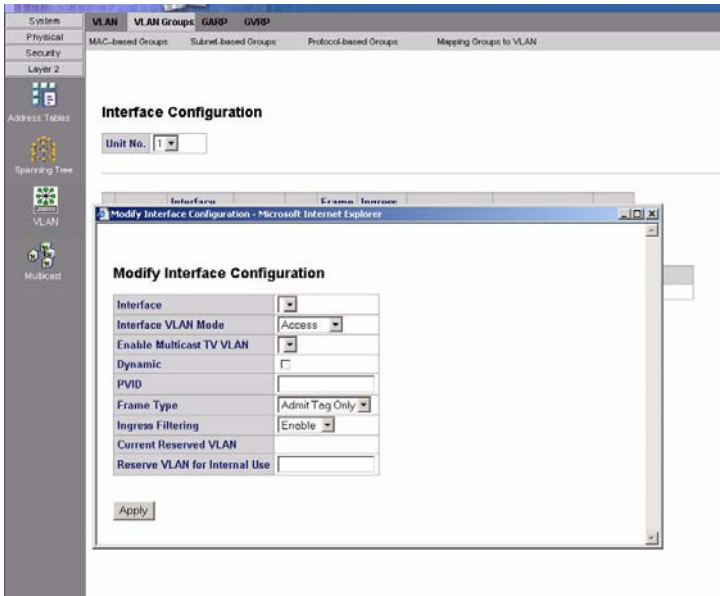 System
Physical
Security
Layer 2
Address Tables
Spanning Tree
VLAN
Multicast
VLAN VLAN Groups GARP GVRP
MAC-based Groups Subnet-based Groups Protocol-based Groups Mapping Groups to VLAN
Interface Configuration
Unit No. 1
Interface Frame Ingress
Modify Interface Configuration - Microsoft Internet Explorer
Modify Interface Configuration
Interface
Interface VLAN Mode Access
Enable Multicast TV VLAN
Dynamic
PVID
Frame Type Admit Tag Only
Ingress Filtering Enable
Current Reserved VLAN
Reserve VLAN for Internal Use
Apply